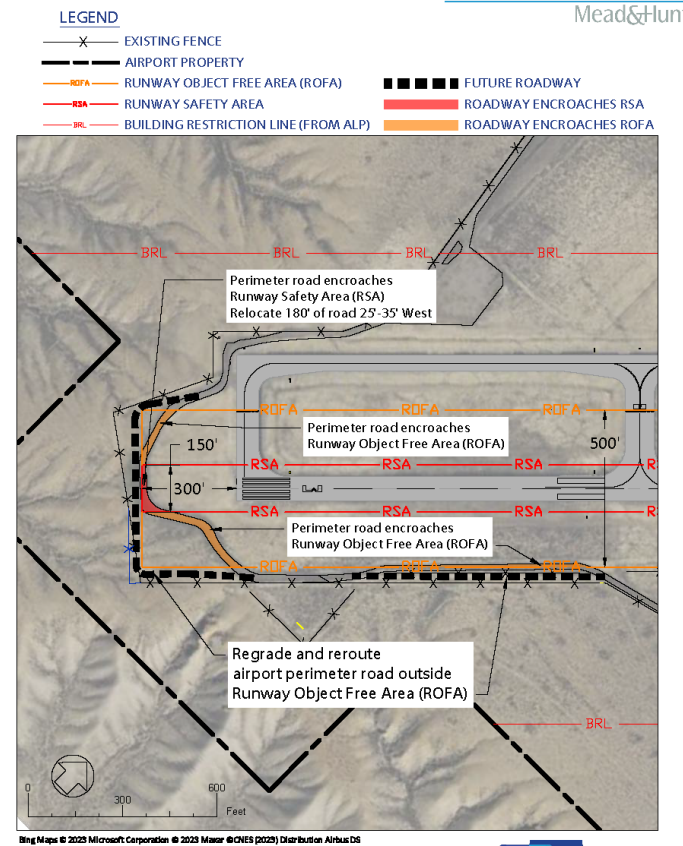 Mead&Hunt
LEGEND
X EXISTING FENCE
AIRPORT PROPERTY
ROFA RUNWAY OBJECT FREE AREA (ROFA)
FUTURE ROADWAY
RSA RUNWAY SAFETY AREA
ROADWAY ENCROACHES RSA
BRL BUILDING RESTRICTION LINE (FROM ALP)
ROADWAY ENCROACHES ROFA
BRL BRL BRL BRL
Perimeter road encroaches
Runway Safety Area (RSA)
Relocate 180' of road 25'-35' West
ROFA ROFA ROFA
Perimeter road encroaches
Runway Object Free Area (ROFA)
150'
500'
RSA RSA RSA R
300'
RSA RSA RSA R
Perimeter road encroaches
Runway Object Free Area (ROFA)
ROFA ROFA ROFA
Regrade and reroute
airport perimeter road outside
Runway Object Free Area (ROFA)
BRL
0 300 600
Feet
Bing Maps © 2023 Microsoft Corporation © 2023 Maxar ©CNES (2023) Distribution Airbus DS